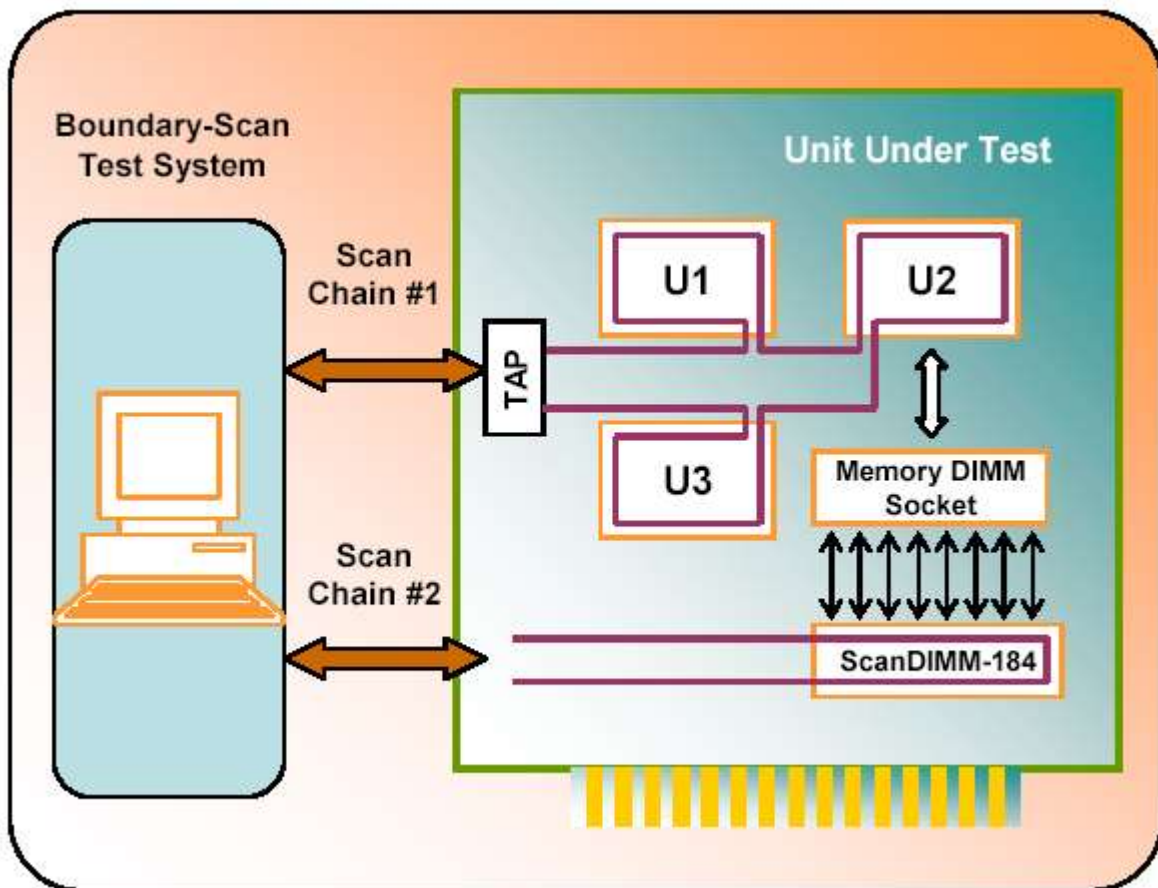 Boundary-Scan
Test System
Unit Under Test
Scan
Chain #1
U1
U2
TAP
U3
Memory DIMM
Socket
Scan
Chain #2
ScanDIMM-184